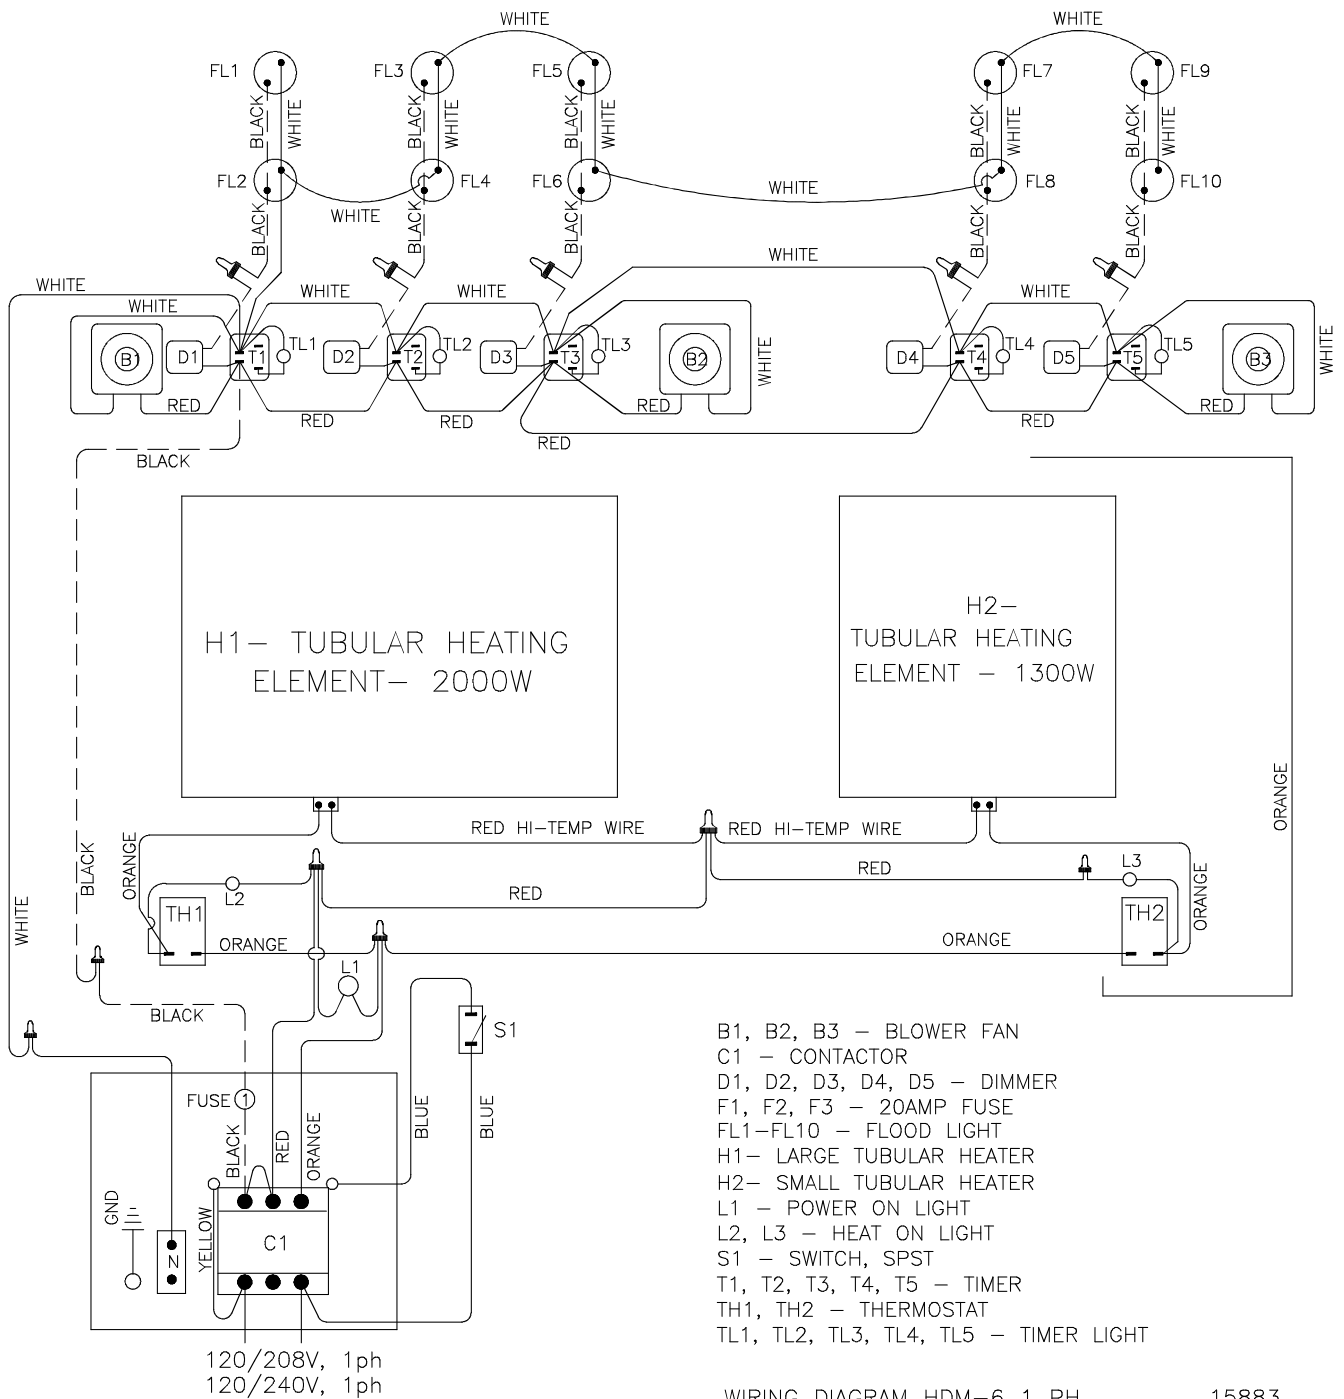 WHITE
FL1
FL3
FL5
FL7
FL9
BLACK
WHITE
BLACK
WHITE
BLACK
WHITE
BLACK
WHITE
BLACK
WHITE
FL2
FL4
FL6
FL8
FL10
WHITE
WHITE
BLACK
BLACK
BLACK
BLACK
BLACK
WHITE
WHITE
WHITE
WHITE
WHITE
WHITE
WHITE
B1
D1
T1
TL1
D2
T2
TL2
D3
T3
TL3
B2
WHITE
D4
T4
TL4
D5
T5
TL5
B3
WHITE
RED
RED
RED
RED
RED
RED
RED
BLACK
H1- TUBULAR HEATING
ELEMENT- 2000W
H2-
TUBULAR HEATING
ELEMENT - 1300W
ORANGE
RED HI-TEMP WIRE
RED HI-TEMP WIRE
ORANGE
BLACK
L2
RED
RED
L3
ORANGE
WHITE
TH1
ORANGE
ORANGE
TH2
L1
BLACK
S1
FUSE 1
BLACK
RED
ORANGE
BLUE
BLUE
GND
N
YELLOW
C1
120/208V, 1ph
120/240V, 1ph
B1, B2, B3 - BLOWER FAN
C1 - CONTACTOR
D1, D2, D3, D4, D5 - DIMMER
F1, F2, F3 - 20AMP FUSE
FL1-FL10 - FLOOD LIGHT
H1- LARGE TUBULAR HEATER
H2- SMALL TUBULAR HEATER
L1 - POWER ON LIGHT
L2, L3 - HEAT ON LIGHT
S1 - SWITCH, SPST
T1, T2, T3, T4, T5 - TIMER
TH1, TH2 - THERMOSTAT
TL1, TL2, TL3, TL4, TL5 - TIMER LIGHT
WIRING DIAGRAM HDM-6 1 PH 15883